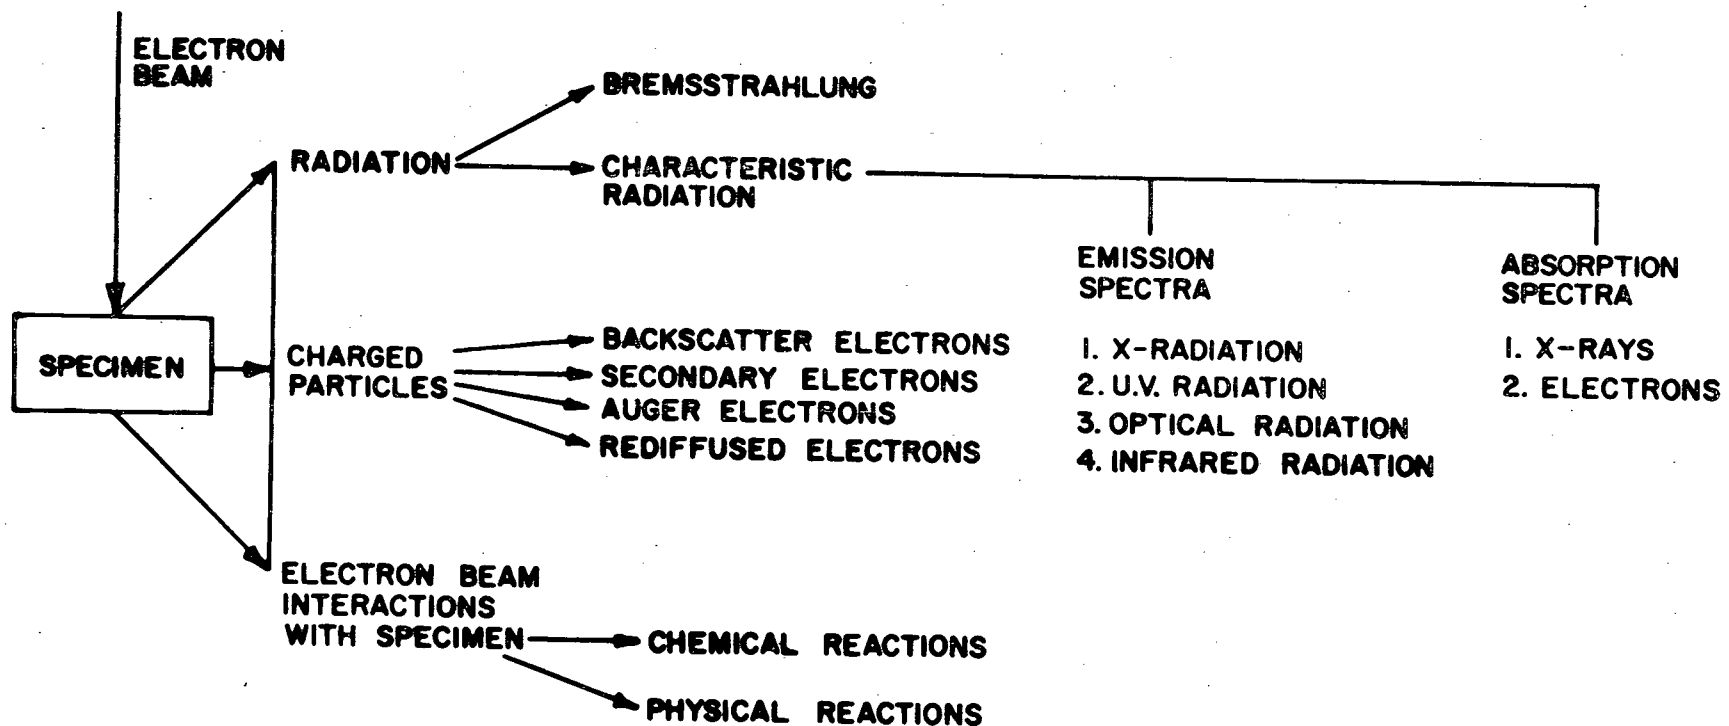 ELECTRON
BEAM
BREMSSTRAHLUNG
RADIATION
CHARACTERISTIC
RADIATION
EMISSION
SPECTRA
1. X-RADIATION
2. U.V. RADIATION
3. OPTICAL RADIATION
4. INFRARED RADIATION
ABSORPTION
SPECTRA
1. X-RAYS
2. ELECTRONS
SPECIMEN
CHARGED
PARTICLES
BACKSCATTER ELECTRONS
SECONDARY ELECTRONS
AUGER ELECTRONS
REDIFFUSED ELECTRONS
ELECTRON BEAM
INTERACTIONS
WITH SPECIMEN
CHEMICAL REACTIONS
PHYSICAL REACTIONS